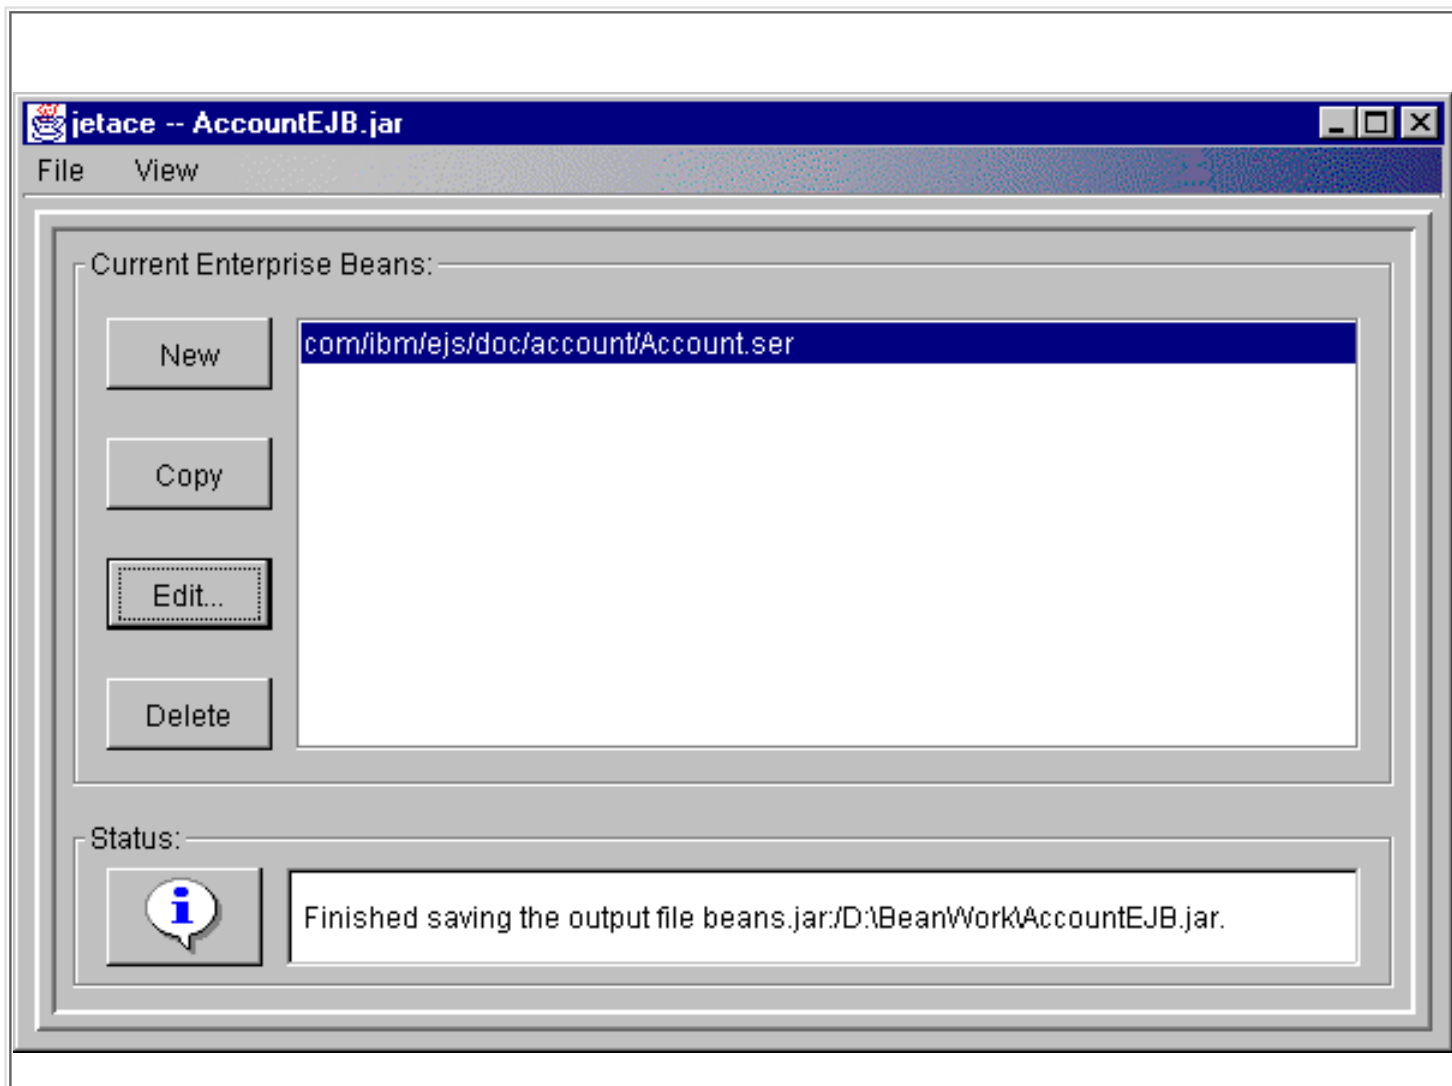 jetace -- AccountEJB.jar
File View
Current Enterprise Beans:
New
com/ibm/ejs/doc/account/Account.ser
Copy
Edit...
Delete
Status:
Finished saving the output file beans.jar:/D:\BeanWork\AccountEJB.jar.